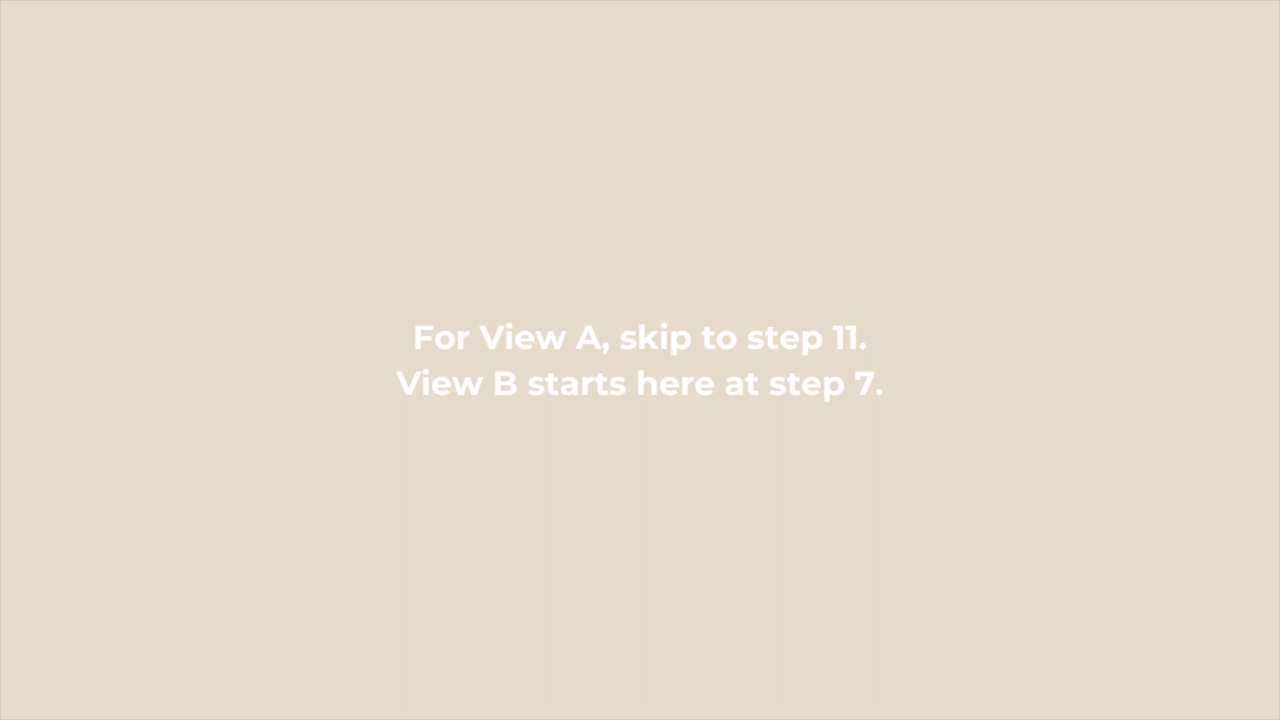 For View A, skip to step 11.
View B starts here at step 7.